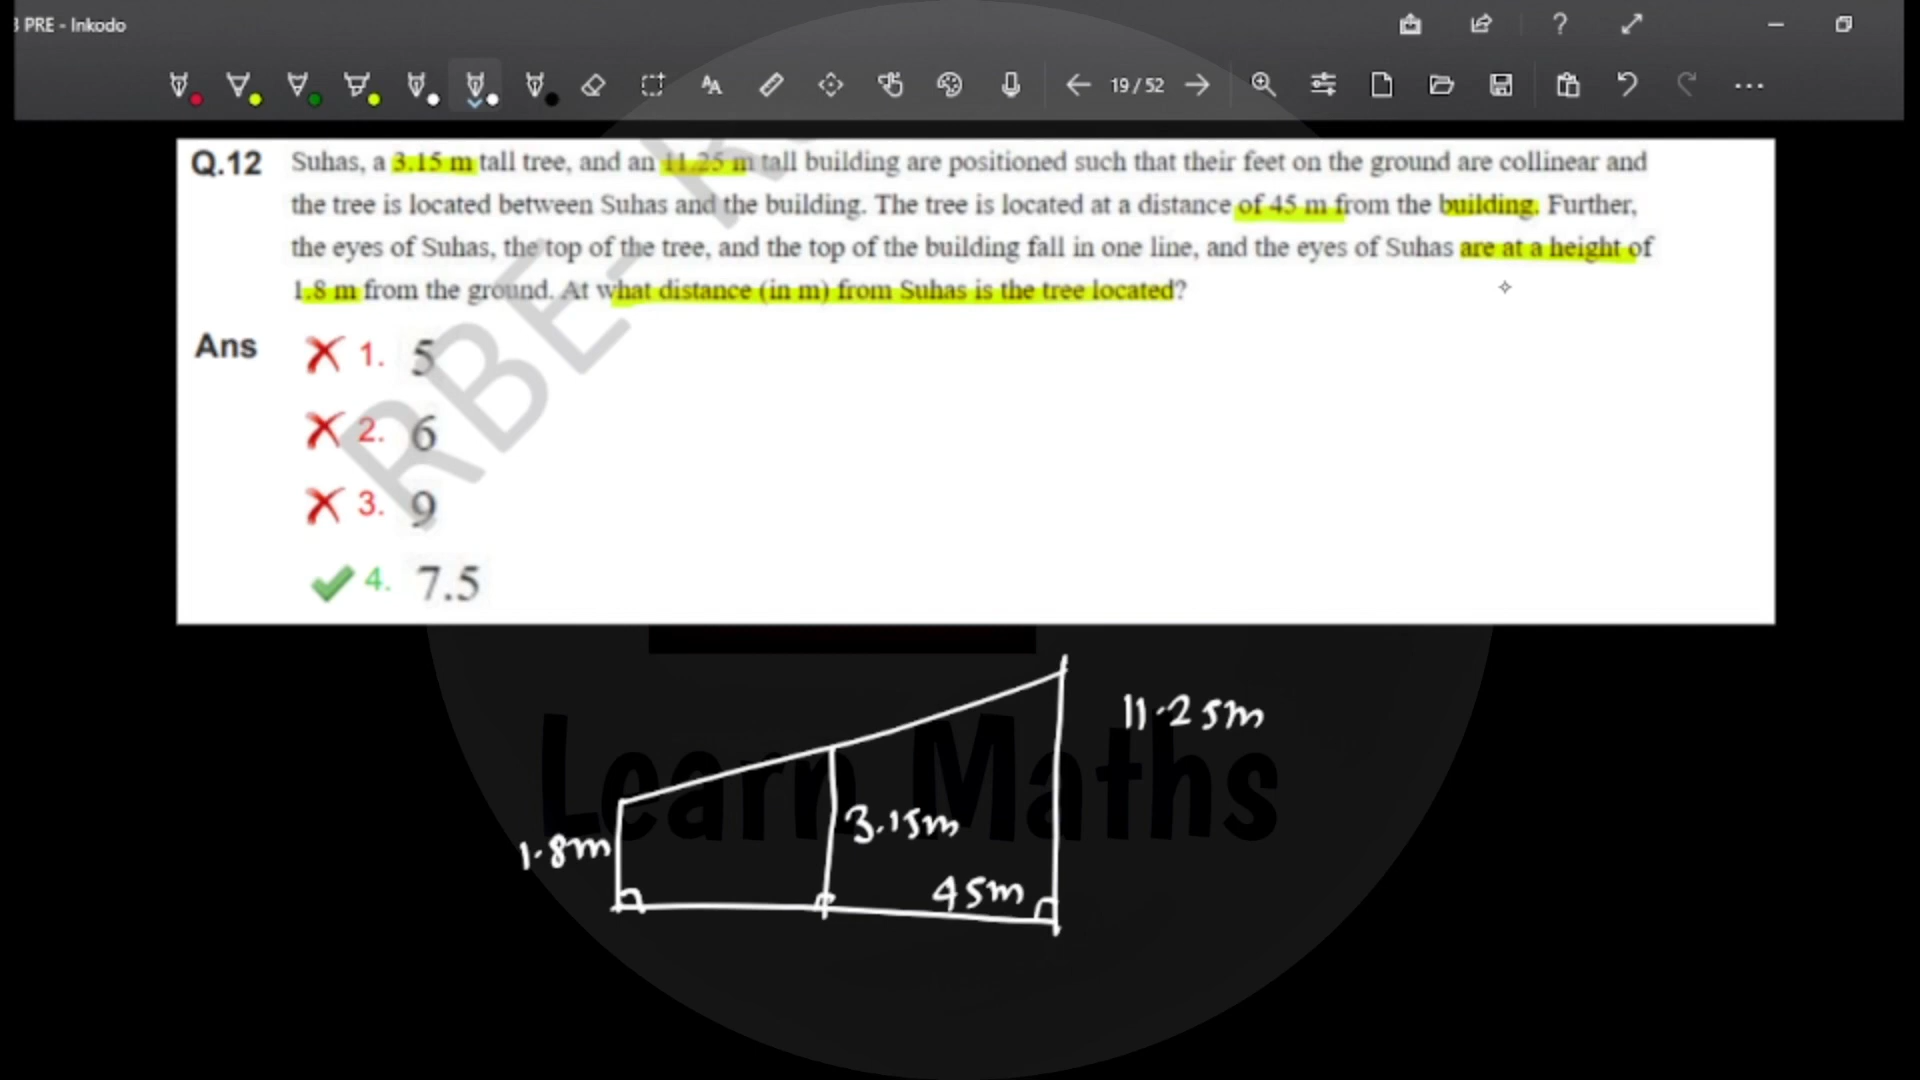 3 PRE - Inkodo
19 / 52
Q.12 Suhas, a 3.15 m tall tree, and an 11.25 m tall building are positioned such that their feet on the ground are collinear and
the tree is located between Suhas and the building. The tree is located at a distance of 45 m from the building. Further,
the eyes of Suhas, the top of the tree, and the top of the building fall in one line, and the eyes of Suhas are at a height of
1.8 m from the ground. At what distance (in m) from Suhas is the tree located?
Ans
1. 5
2. 6
3. 9
4. 7.5
RBE-
Learn Maths
11.25m
3.15m
1.8m
45m